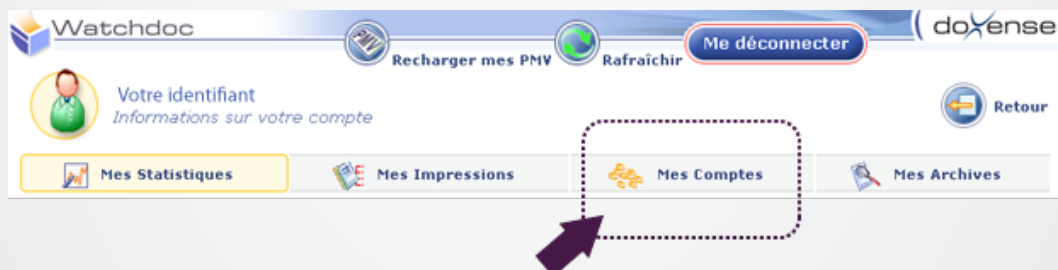 Watchdoc
doxense
PMV
Recharger mes PMV
Rafraîchir
Me déconnecter
Votre identifiant
Informations sur votre compte
Retour
Mes Statistiques
Mes Impressions
Mes Comptes
Mes Archives